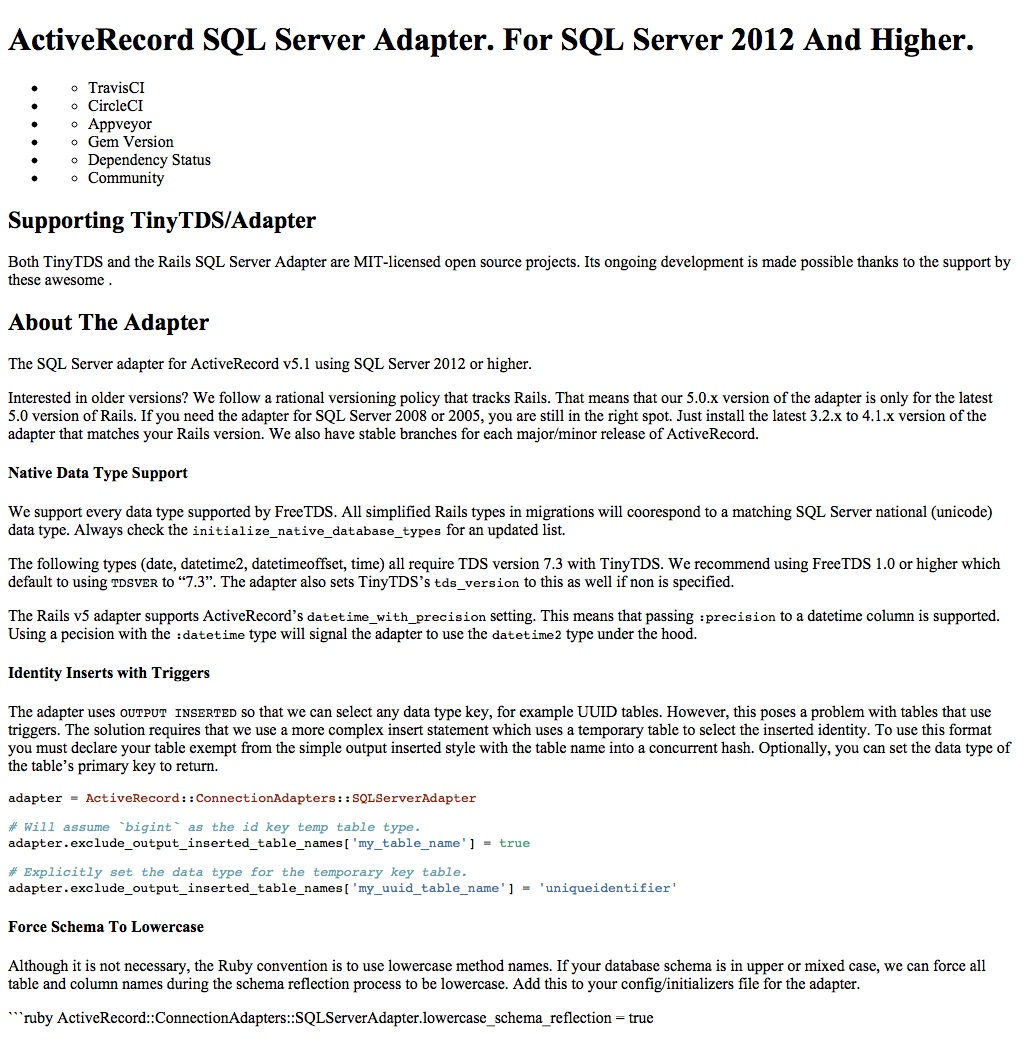 ActiveRecord SQL Server Adapter. For SQL Server 2012 And Higher.
TravisCI
CircleCI
Appveyor
Gem Version
Dependency Status
Community
Supporting TinyTDS/Adapter
Both TinyTDS and the Rails SQL Server Adapter are MIT-licensed open source projects. Its ongoing development is made possible thanks to the support by
these awesome .
About The Adapter
The SQL Server adapter for ActiveRecord v5.1 using SQL Server 2012 or higher.
Interested in older versions? We follow a rational versioning policy that tracks Rails. That means that our 5.0.x version of the adapter is only for the latest
5.0 version of Rails. If you need the adapter for SQL Server 2008 or 2005, you are still in the right spot. Just install the latest 3.2.x to 4.1.x version of the
adapter that matches your Rails version. We also have stable branches for each major/minor release of ActiveRecord.
Native Data Type Support
We support every data type supported by FreeTDS. All simplified Rails types in migrations will coorespond to a matching SQL Server national (unicode)
data type. Always check the initialize_native_database_types for an updated list.
The following types (date, datetime2, datetimeoffset, time) all require TDS version 7.3 with TinyTDS. We recommend using FreeTDS 1.0 or higher which
default to using TDSVER to “7.3”. The adapter also sets TinyTDS’s tds_version to this as well if non is specified.
The Rails v5 adapter supports ActiveRecord’s datetime_with_precision setting. This means that passing :precision to a datetime column is supported.
Using a pecision with the :datetime type will signal the adapter to use the datetime2 type under the hood.
Identity Inserts with Triggers
The adapter uses OUTPUT INSERTED so that we can select any data type key, for example UUID tables. However, this poses a problem with tables that use
triggers. The solution requires that we use a more complex insert statement which uses a temporary table to select the inserted identity. To use this format
you must declare your table exempt from the simple output inserted style with the table name into a concurrent hash. Optionally, you can set the data type of
the table’s primary key to return.
adapter = ActiveRecord::ConnectionAdapters::SQLServerAdapter
# Will assume `bigint` as the id key temp table type.
adapter.exclude_output_inserted_table_names['my_table_name'] = true
# Explicitly set the data type for the temporary key table.
adapter.exclude_output_inserted_table_names['my_uuid_table_name'] = 'uniqueidentifier'
Force Schema To Lowercase
Although it is not necessary, the Ruby convention is to use lowercase method names. If your database schema is in upper or mixed case, we can force all
table and column names during the schema reflection process to be lowercase. Add this to your config/initializers file for the adapter.
```ruby ActiveRecord::ConnectionAdapters::SQLServerAdapter.lowercase_schema_reflection = true